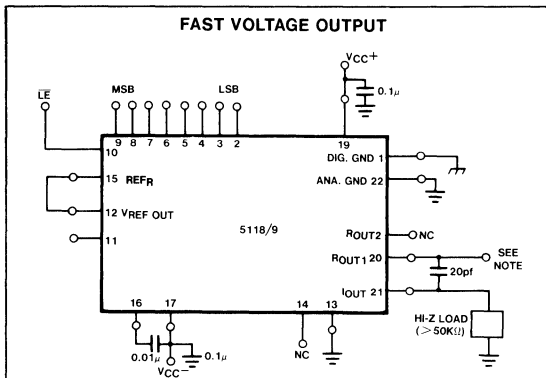 FAST VOLTAGE OUTPUT
VCC+
LE
MSB
LSB
0.1µ
9 8 7 6 5 4 3 2
19
10
DIG. GND 1
15 REFR
ANA. GND 22
12 VREF OUT
5118/9
ROUT2
NC
11
ROUT1 20
SEE NOTE
20pf
IOUT 21
16 17
14 13
HI-Z LOAD
(>50KΩ)
0.01µ
0.1µ
NC
VCC−